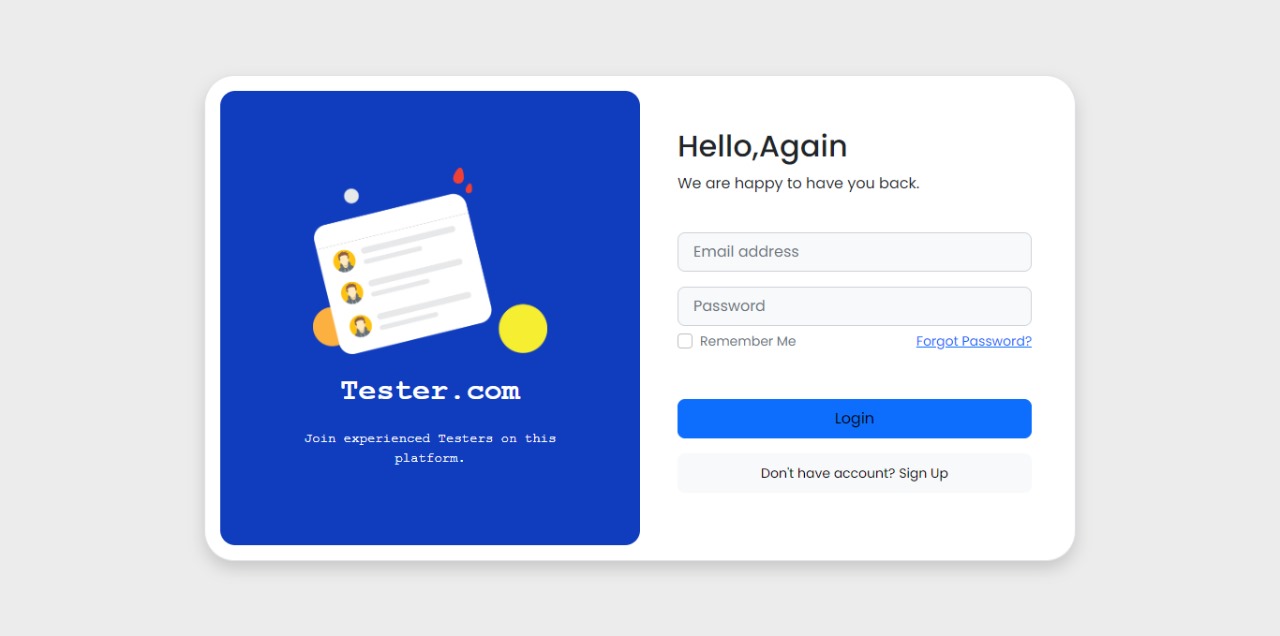 Tester.com
Join experienced Testers on this
platform.
Hello,Again
We are happy to have you back.
Email address
Password
Remember Me
Forgot Password?
Login
Don't have account? Sign Up